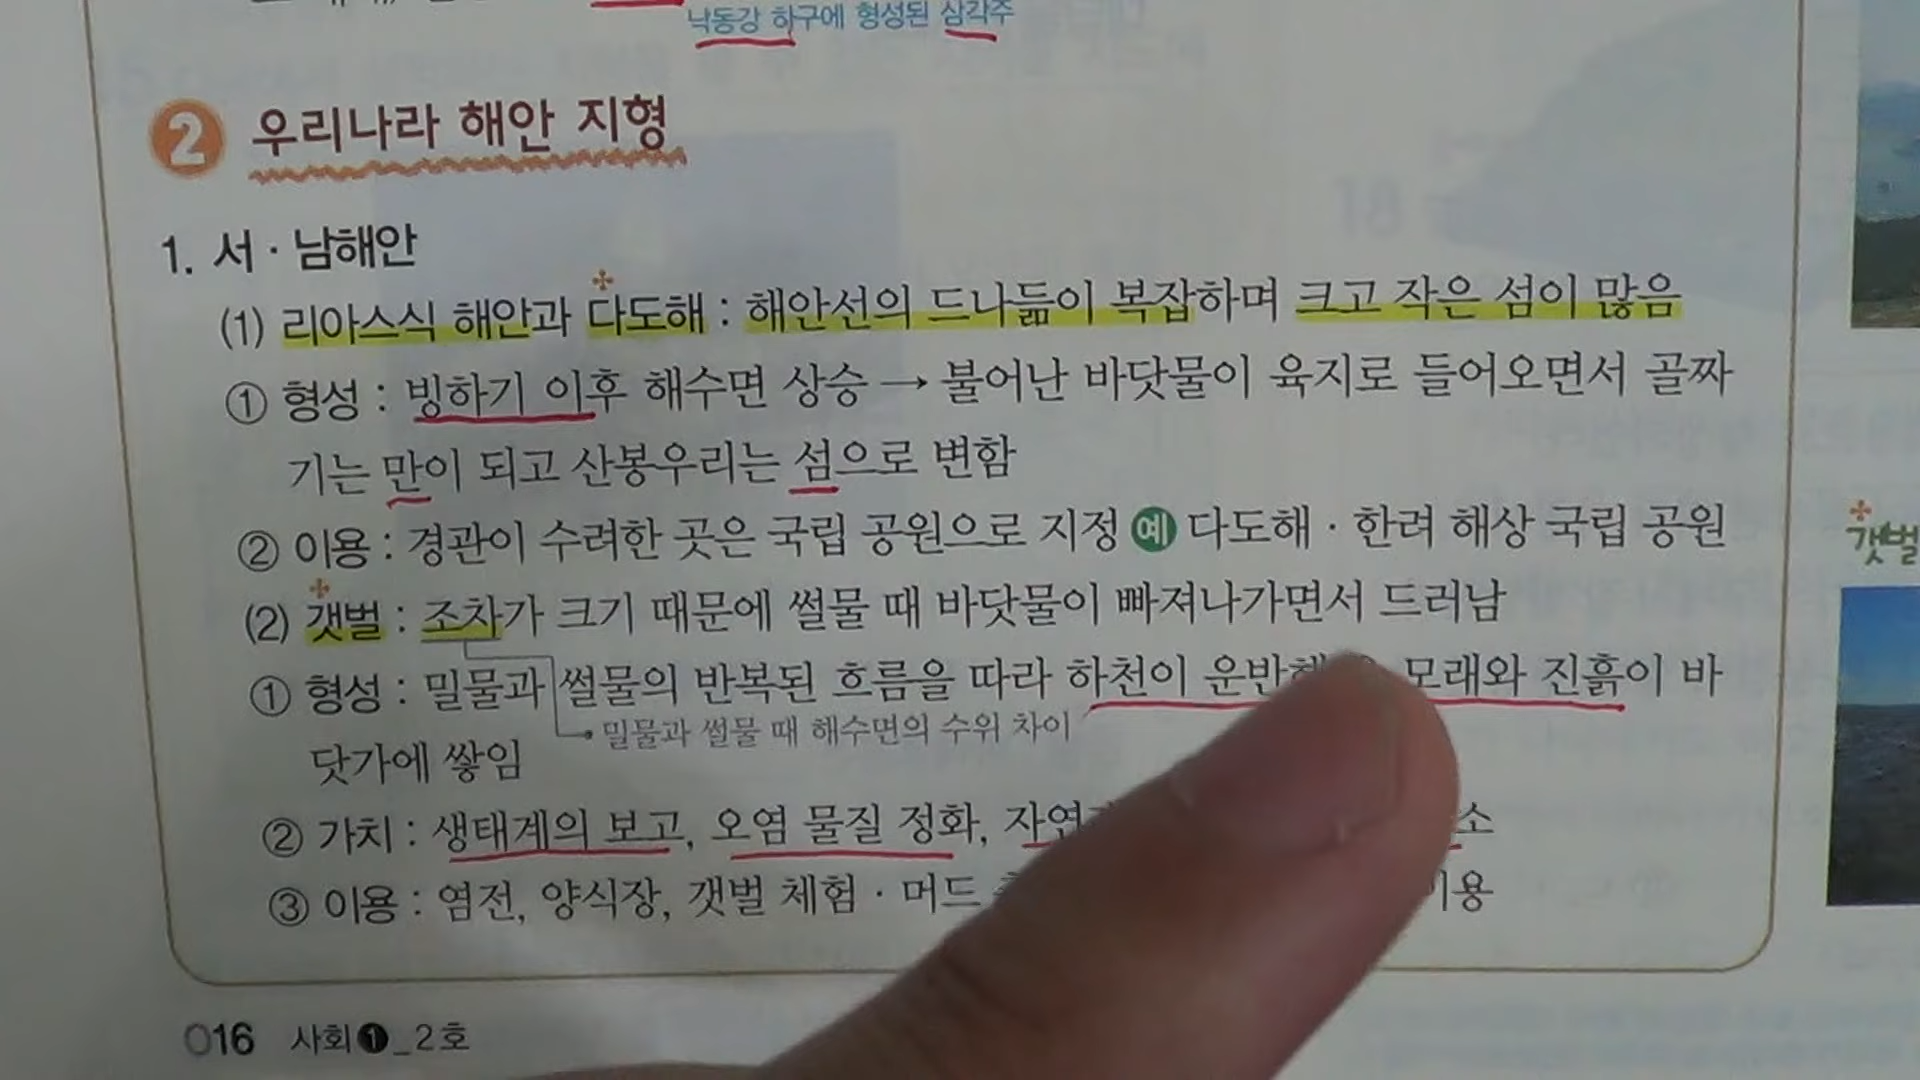 낙동강 하구에 형성된 삼각주
2 우리나라 해안 지형
1. 서·남해안
(1) 리아스식 해안과 다도해 : 해안선의 드나듦이 복잡하며 크고 작은 섬이 많음
① 형성 : 빙하기 이후 해수면 상승 → 불어난 바닷물이 육지로 들어오면서 골짜
기는 만이 되고 산봉우리는 섬으로 변함
② 이용 : 경관이 수려한 곳은 국립 공원으로 지정 예 다도해·한려 해상 국립 공원
(2) 갯벌 : 조차가 크기 때문에 썰물 때 바닷물이 빠져나가면서 드러남
① 형성 : 밀물과 썰물의 반복된 흐름을 따라 하천이 모래와 진흙이 바
밀물과 썰물 때 해수면의 수위 차이
닷가에 쌓임
② 가치 : 생태계의 보고, 오염 물질 정화,
③ 이용 : 염전, 양식장, 갯벌 체험·머드 이용
갯벌
016 사회 1_2호